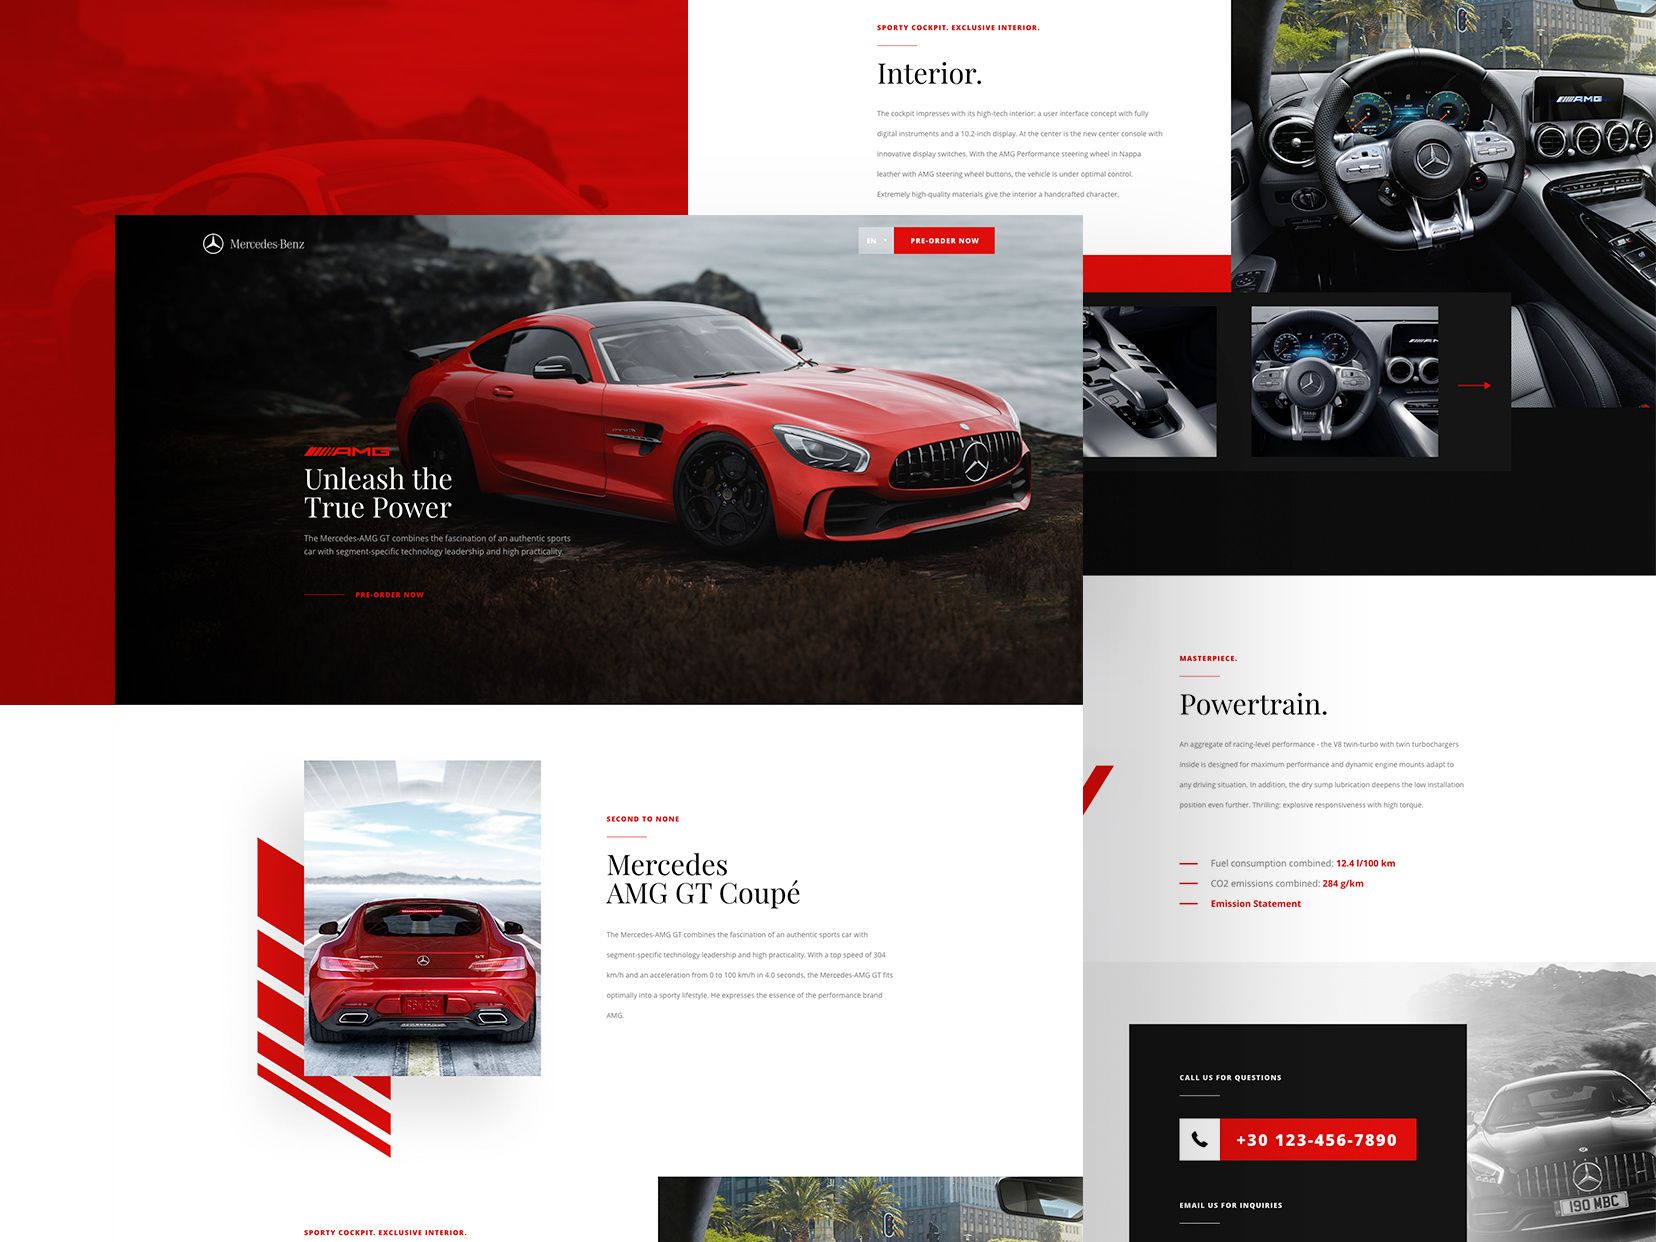 SPORTY COCKPIT. EXCLUSIVE INTERIOR.
Interior.
The cockpit impresses with its high-tech interior: a user interface concept with fully
digital instruments and a 10.2-inch display. At the center is the new center console with
innovative display switches. With the AMG Performance steering wheel in Nappa
leather with AMG steering wheel buttons, the vehicle is under optimal control.
Extremely high-quality materials give the interior a handcrafted character.
AMG
Mercedes-Benz
EN
PRE-ORDER NOW
AMG
Unleash the
True Power
The Mercedes-AMG GT combines the fascination of an authentic sports
car with segment-specific technology leadership and high practicality.
PRE-ORDER NOW
SECOND TO NONE
Mercedes
AMG GT Coupé
The Mercedes-AMG GT combines the fascination of an authentic sports car with
segment-specific technology leadership and high practicality. With a top speed of 304
km/h and an acceleration from 0 to 100 km/h in 4.0 seconds, the Mercedes-AMG GT fits
optimally into a sporty lifestyle. He expresses the essence of the performance brand
AMG.
SPORTY COCKPIT. EXCLUSIVE INTERIOR.
MASTERPIECE.
Powertrain.
An aggregate of racing-level performance - the V8 twin-turbo with twin turbochargers
inside is designed for maximum performance and dynamic engine mounts adapt to
any driving situation. In addition, the dry sump lubrication deepens the low installation
position even further. Thrilling: explosive responsiveness with high torque.
Fuel consumption combined: 12.4 l/100 km
CO2 emissions combined: 284 g/km
Emission Statement
CALL US FOR QUESTIONS
+30 123-456-7890
EMAIL US FOR INQUIRIES
190 MBC